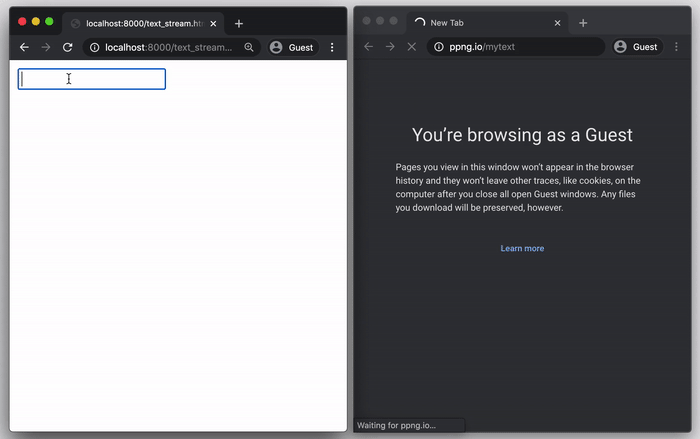 localhost:8000/text_stream.ht
localhost:8000/text_stream...
Guest
New Tab
ppng.io/mytext
Guest
You're browsing as a Guest
Pages you view in this window won't appear in the browser
history and they won't leave other traces, like cookies, on the
computer after you close all open Guest windows. Any files
you download will be preserved, however.
Learn more
Waiting for ppng.io...